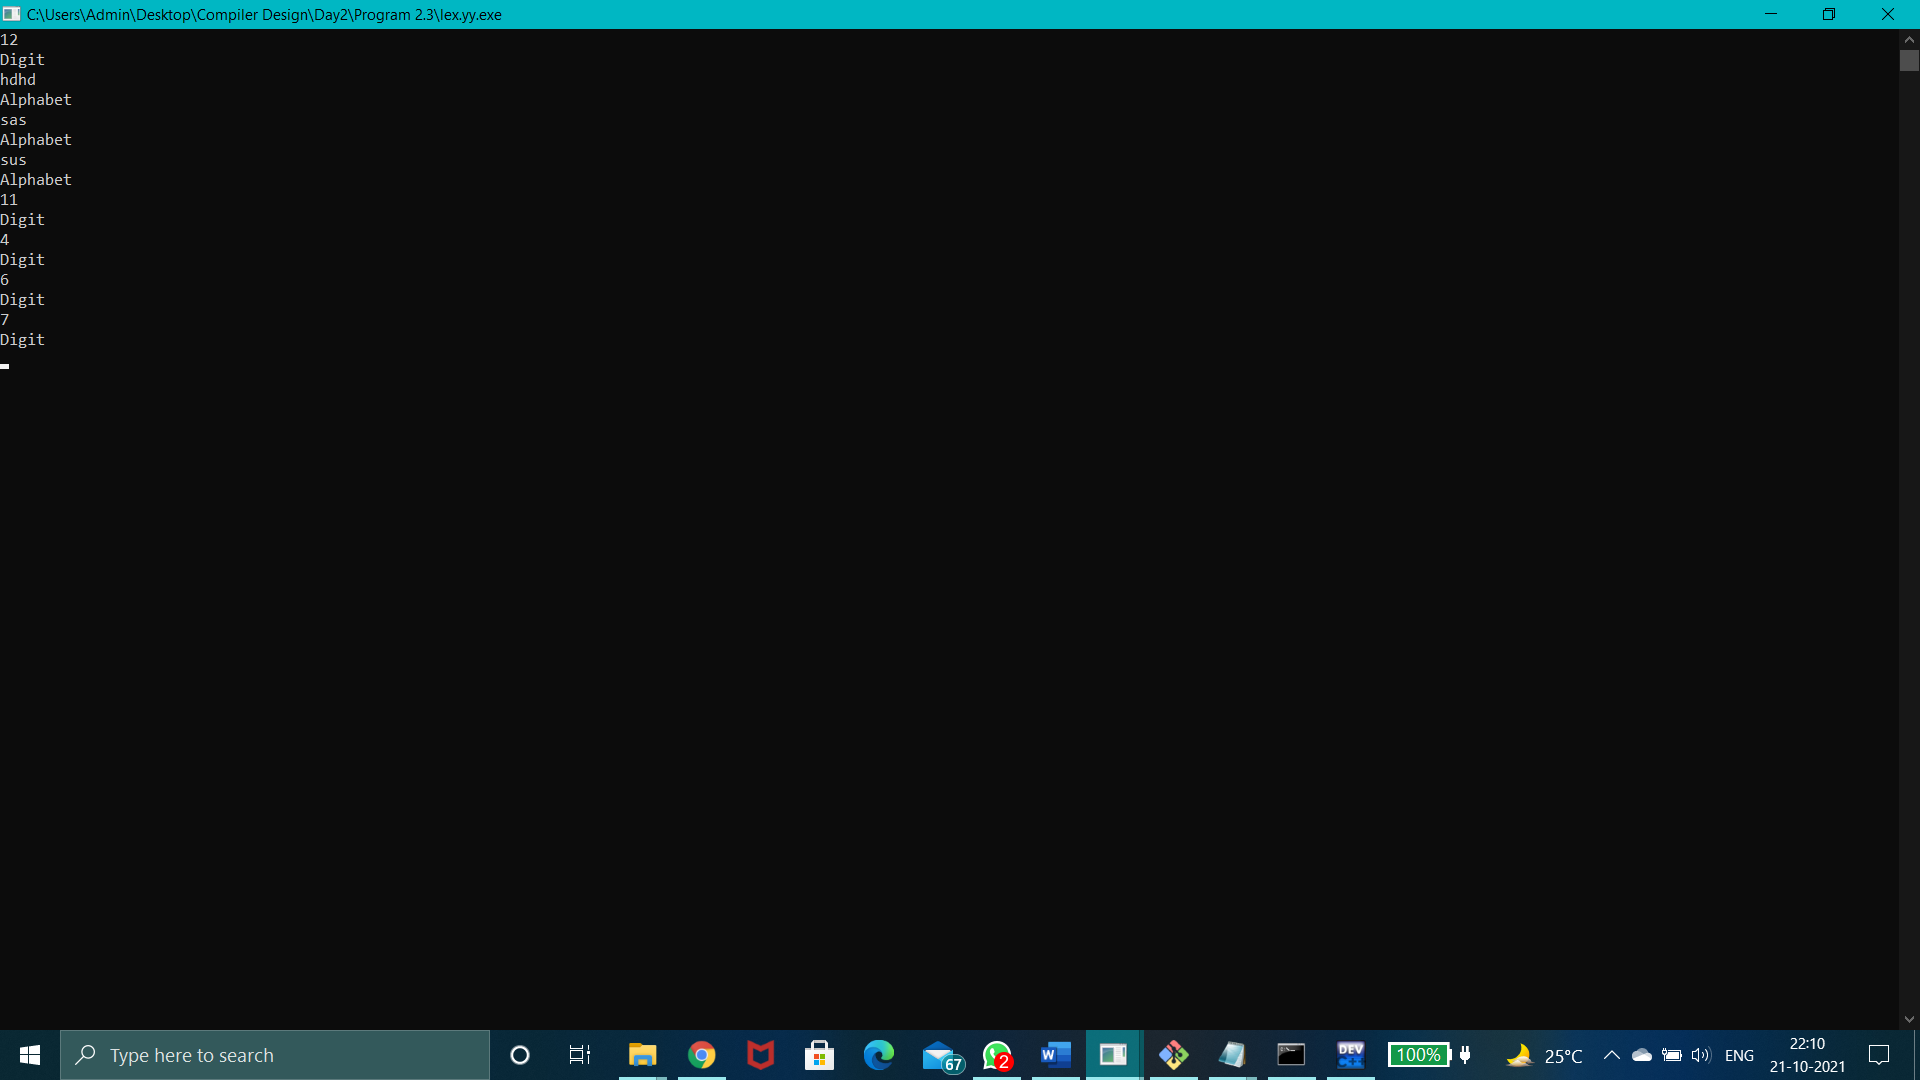 C:\Users\Admin\Desktop\Compiler Design\Day2\Program 2.3\lex.yy.exe
12
Digit
hdhd
Alphabet
sas
Alphabet
sus
Alphabet
11
Digit
4
Digit
6
Digit
7
Digit
Type here to search
67
2
W
DEV
C++
100%
25°C
ENG
22:10
21-10-2021